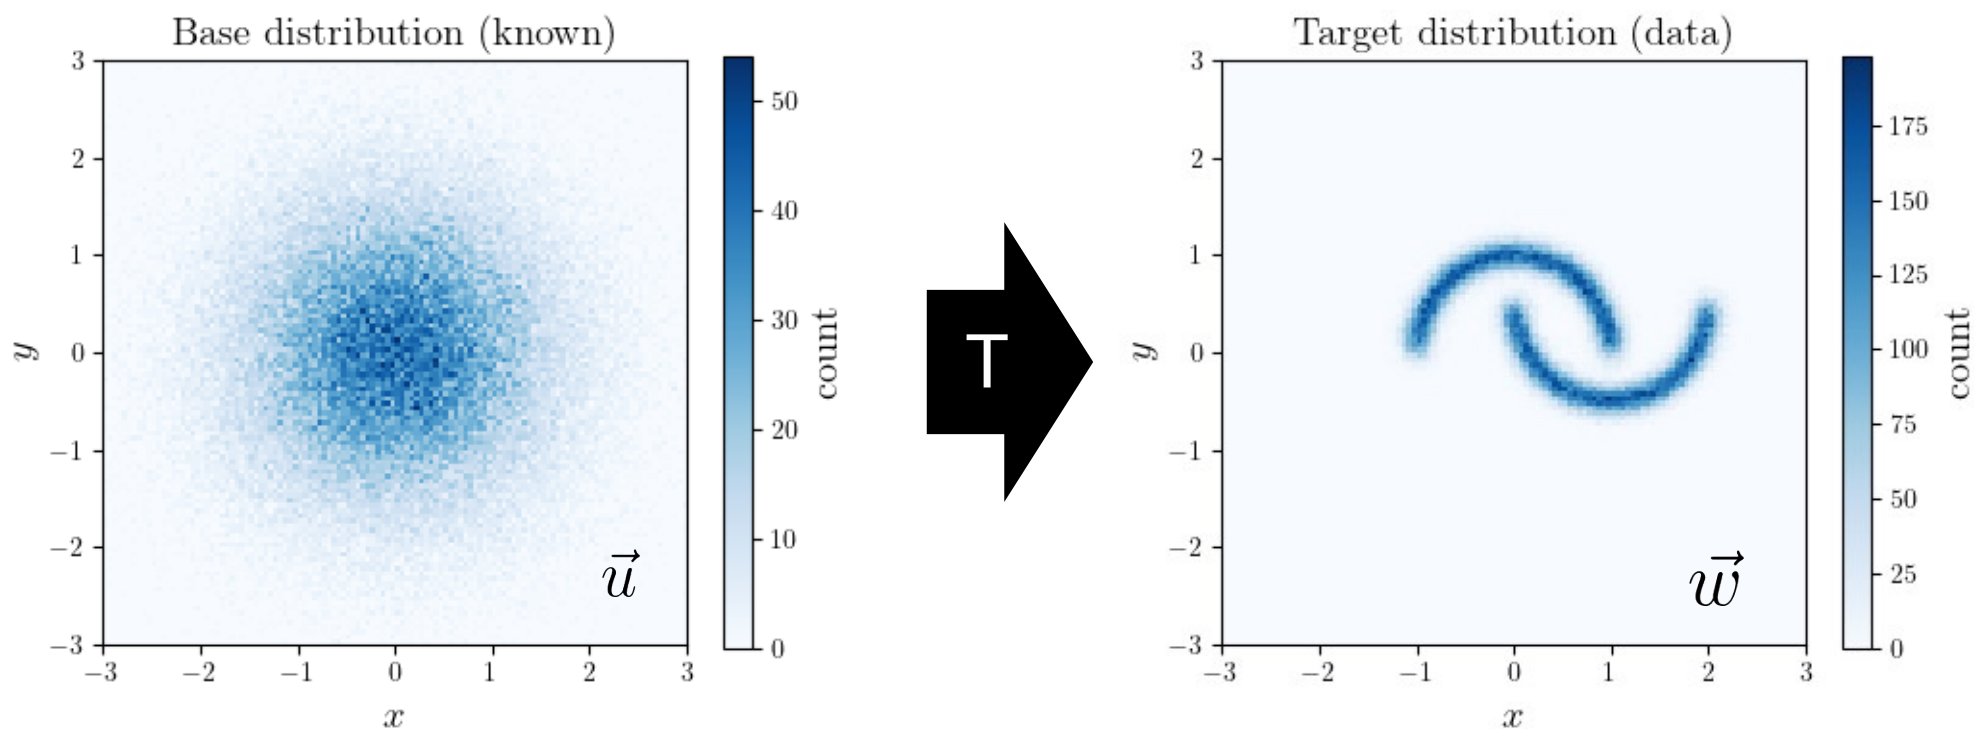 Base distribution (known)
3
2
1
0
−1
−2
−3
−3 −2 −1 0 1 2 3
x
y
50
40
30
20
10
0
count
$\vec{u}$
T
Target distribution (data)
3
2
1
0
−1
−2
−3
−3 −2 −1 0 1 2 3
x
y
175
150
125
100
75
50
25
0
count
$\vec{w}$